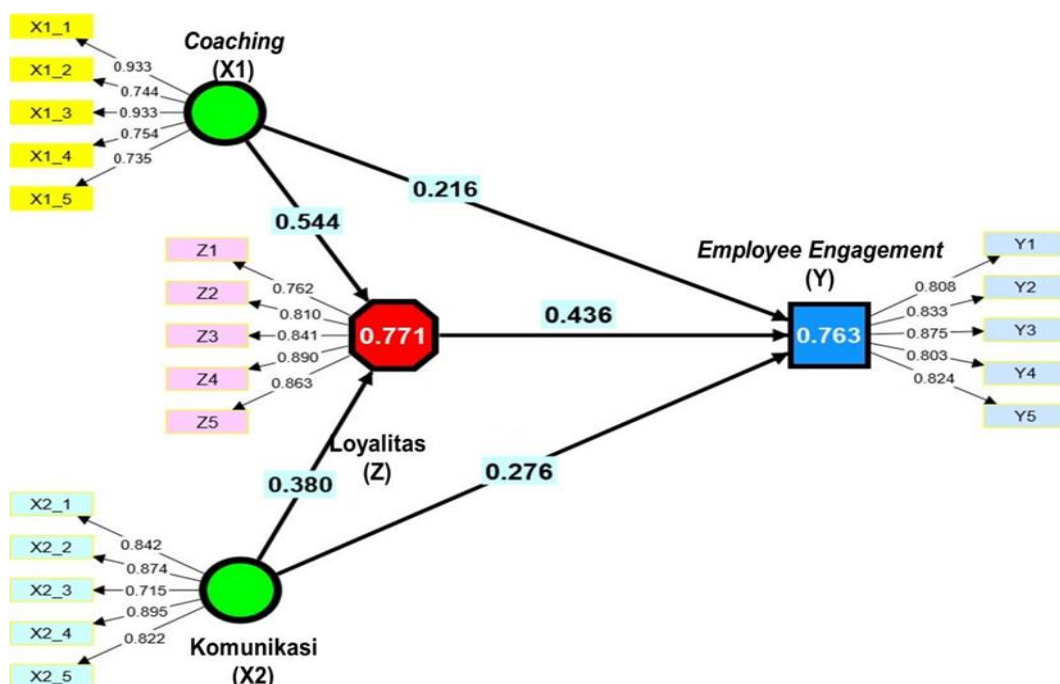 X1_1
X1_2
X1_3
X1_4
X1_5
0.933
0.744
0.933
0.754
0.735
Coaching
(X1)
0.216
0.544
Z1
Z2
Z3
Z4
Z5
0.762
0.810
0.841
0.890
0.863
0.771
Loyalitas
(Z)
0.436
Employee Engagement
(Y)
0.763
0.808
0.833
0.875
0.803
0.824
Y1
Y2
Y3
Y4
Y5
0.380
0.276
X2_1
X2_2
X2_3
X2_4
X2_5
0.842
0.874
0.715
0.895
0.822
Komunikasi
(X2)